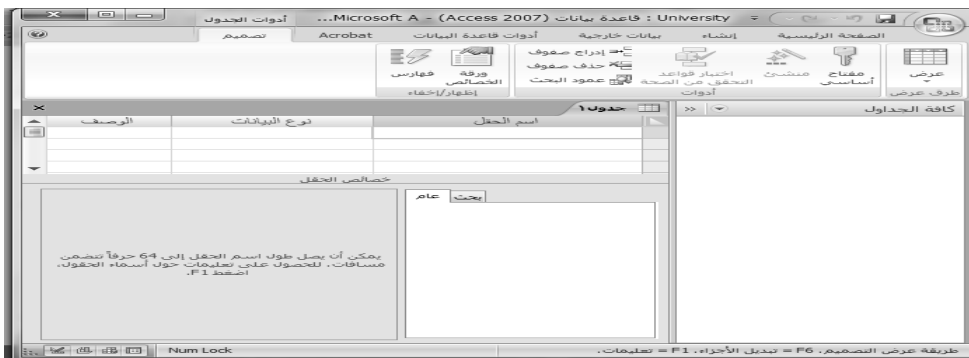 University : قاعدة بيانات (Access 2007) - Microsoft A...
أدوات الجدول
الصفحة الرئيسية
إنشاء
بيانات خارجية
أدوات قاعدة البيانات
Acrobat
تصميم
عرض
طرق عرض
مفتاح أساسي
منشئ
اختبار قواعد التحقق من الصحة
إدراج صفوف
حذف صفوف
عمود البحث
أدوات
ورقة الخصائص
فهارس
إظهار/إخفاء
كافة الجداول
جدول١
اسم الحقل
نوع البيانات
الوصف
خصائص الحقل
عام
بحث
يمكن أن يصل طول اسم الحقل إلى 64 حرفاً تتضمن
مسافات. للحصول على تعليمات حول أسماء الحقول،
اضغط F1.
طريقة عرض التصميم. F6 = تبديل الأجزاء. F1 = تعليمات.
Num Lock